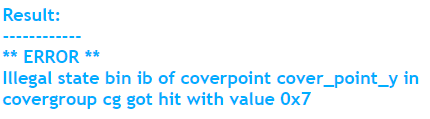 Result:
------------
** ERROR **
Illegal state bin ib of coverpoint cover_point_y in
covergroup cg got hit with value 0x7